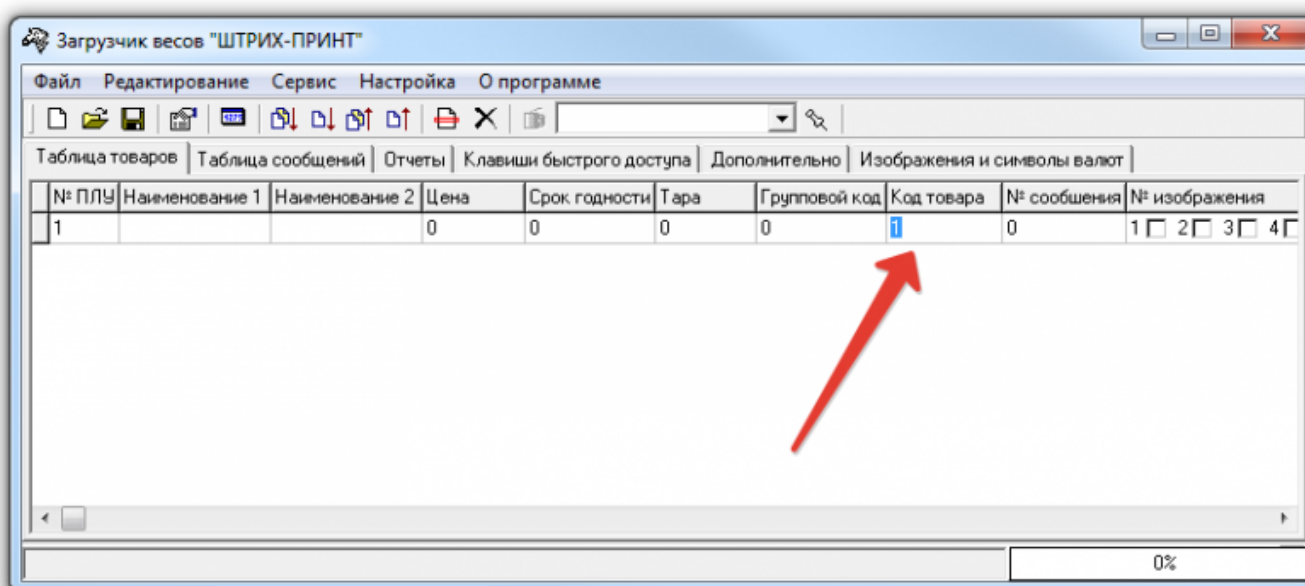 Загрузчик весов "ШТРИХ-ПРИНТ"
Файл Редактирование Сервис Настройка О программе
Таблица товаров Таблица сообщений Отчеты Клавиши быстрого доступа Дополнительно Изображения и символы валют
№ ПЛУ Наименование 1 Наименование 2 Цена Срок годности Тара Групповой код Код товара № сообшения № изображения
1 0 0 0 0 1 0 1 2 3 4
0%